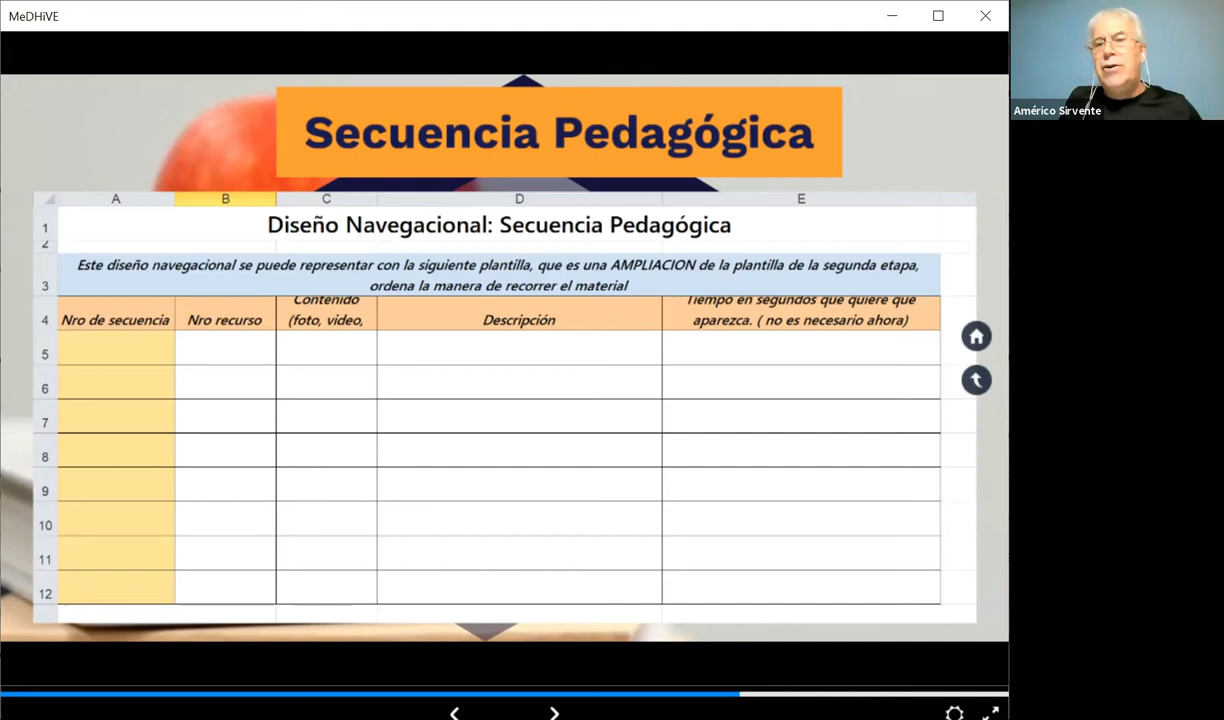 MeDHiVE
Américo Sirvente
Secuencia Pedagógica
A B C D E
1 Diseño Navegacional: Secuencia Pedagógica
2
Este diseño navegacional se puede representar con la siguiente plantilla, que es una AMPLIACION de la plantilla de la segunda etapa,
3 ordena la manera de recorrer el material
Contenido Tiempo en segundos que quiere que
4 Nro de secuencia Nro recurso (foto, video, Descripción aparezca. ( no es necesario ahora)
5
6
7
8
9
10
11
12